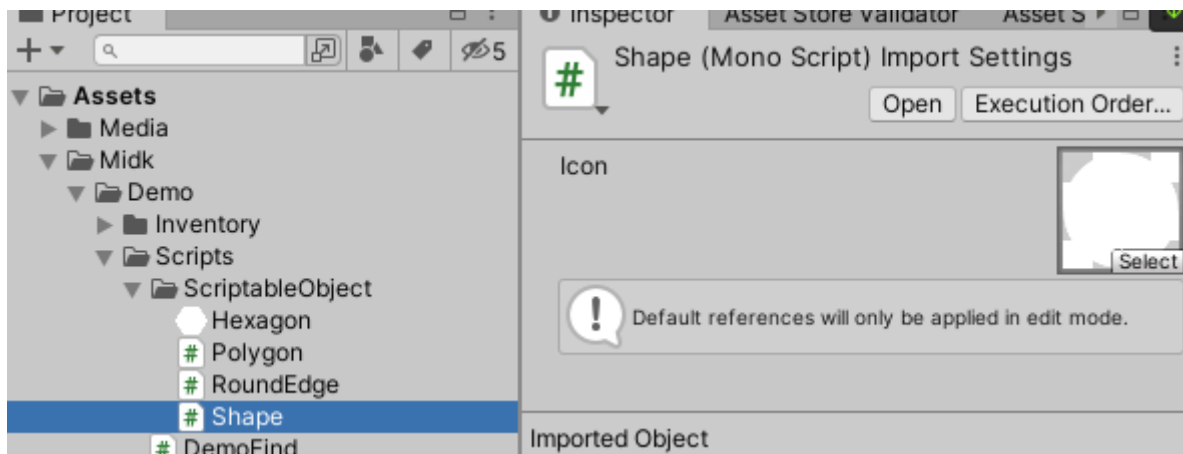 Project
5
Assets
Media
Midk
Demo
Inventory
Scripts
ScriptableObject
Hexagon
# Polygon
# RoundEdge
# Shape
# DemoFind
Inspector Asset Store Validator Asset S
# Shape (Mono Script) Import Settings
Open Execution Order...
Icon
Select
! Default references will only be applied in edit mode.
Imported Object